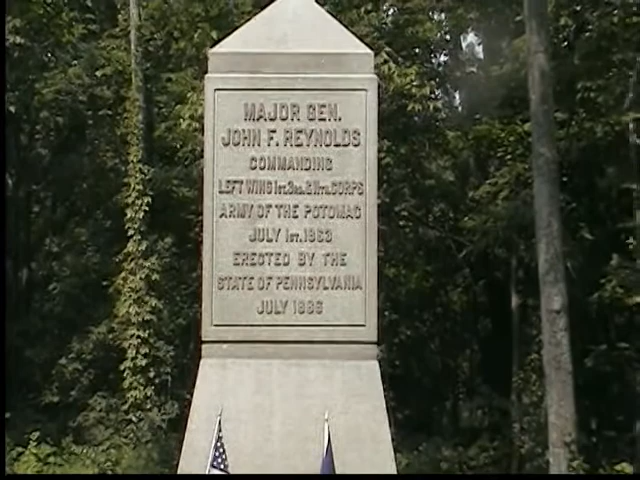 MAJOR GEN.
JOHN F. REYNOLDS
COMMANDING
LEFT WING 1ST. 3RD. & 11TH. CORPS
ARMY OF THE POTOMAC
JULY 1ST. 1863
ERECTED BY THE
STATE OF PENNSYLVANIA
JULY 1886